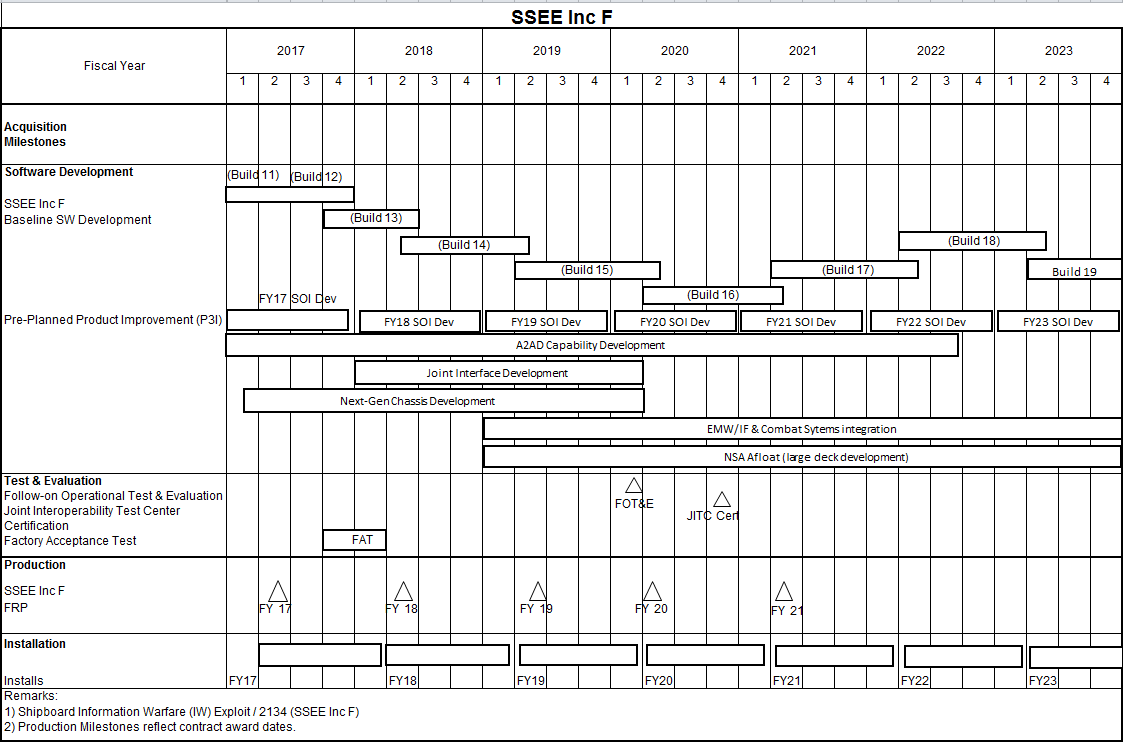 SSEE Inc F
Fiscal Year
2017 2018 2019 2020 2021 2022 2023
1 2 3 4 1 2 3 4 1 2 3 4 1 2 3 4 1 2 3 4 1 2 3 4 1 2 3 4
Acquisition
Milestones
Software Development
(Build 11) (Build 12)
SSEE Inc F
Baseline SW Development
(Build 13)
(Build 14)
(Build 15)
(Build 16)
(Build 17)
(Build 18)
Build 19
FY17 SOI Dev
Pre-Planned Product Improvement (P3I)
FY18 SOI Dev FY19 SOI Dev FY20 SOI Dev FY21 SOI Dev FY22 SOI Dev FY23 SOI Dev
A2AD Capability Development
Joint Interface Development
Next-Gen Chassis Development
EMW/IF & Combat Sytems integration
NSA Afloat (large deck development)
Test & Evaluation
Follow-on Operational Test & Evaluation
FOT&E
Joint Interoperability Test Center
JITC Cert
Certification
Factory Acceptance Test
FAT
Production
SSEE Inc F
FRP
FY 17 FY 18 FY 19 FY 20 FY 21
Installation
Installs
FY17 FY18 FY19 FY20 FY21 FY22 FY23
Remarks:
1) Shipboard Information Warfare (IW) Exploit / 2134 (SSEE Inc F)
2) Production Milestones reflect contract award dates.